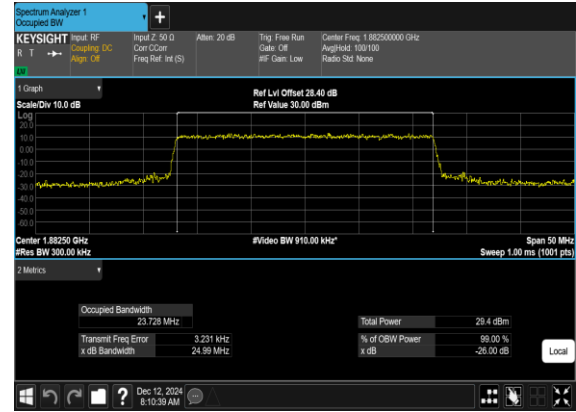 Spectrum Analyzer 1
Occupied BW
KEYSIGHT Input: RF Input Z: 50 Ω Atten: 20 dB Trig: Free Run Center Freq: 1.882500000 GHz
R T Coupling: DC Corr CCorr Gate: Off Avg|Hold: 100/100
Align: Off Freq Ref: Int (S) #IF Gain: Low Radio Std: None
LV
1 Graph
Ref Lvl Offset 28.40 dB
Scale/Div 10.0 dB Ref Value 30.00 dBm
Log
20.0
10.0
0.00
-10.0
-20.0
-30.0
-40.0
-50.0
-60.0
Center 1.88250 GHz #Video BW 910.00 kHz* Span 50 MHz
#Res BW 300.00 kHz Sweep 1.00 ms (1001 pts)
2 Metrics
Occupied Bandwidth
23.728 MHz Total Power 29.4 dBm
Transmit Freq Error 3.231 kHz % of OBW Power 99.00 %
x dB Bandwidth 24.99 MHz x dB -26.00 dB
Local
Dec 12, 2024
8:10:39 AM